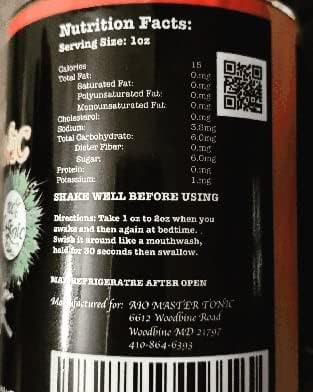 Nutrition Facts:
Serving Size: 1oz
Calories 15
Total Fat: 0.mg
Saturated Fat: 0.mg
Polyunsaturated Fat: 0.mg
Monounsaturated Fat: 0.mg
Cholesterol: 0.mg
Sodium: 3.8mg
Total Carbohydrate: 6.0mg
Dieter Fiber: 0.mg
Sugar: 6.0mg
Protein: 0.mg
Potassium: 1.mg
SHAKE WELL BEFORE USING
Directions: Take 1 oz to 2oz when you
awake and then again at bedtime.
Swish it around like a mouthwash,
hold for 30 seconds then swallow.
MAY REFRIGERATRE AFTER OPEN
Manufactured for: AIO MASTER TONIC
6612 Woodbine Road
Woodbine MD 21797
410-864-6393